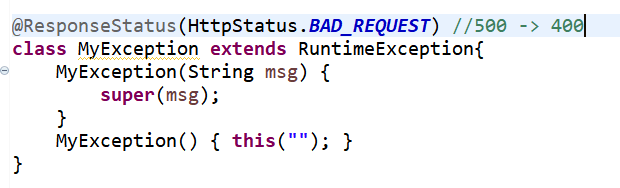 @ResponseStatus(HttpStatus.BAD_REQUEST) //500 -> 400
class MyException extends RuntimeException{
    MyException(String msg) {
        super(msg);
    }
    MyException() { this(""); }
}